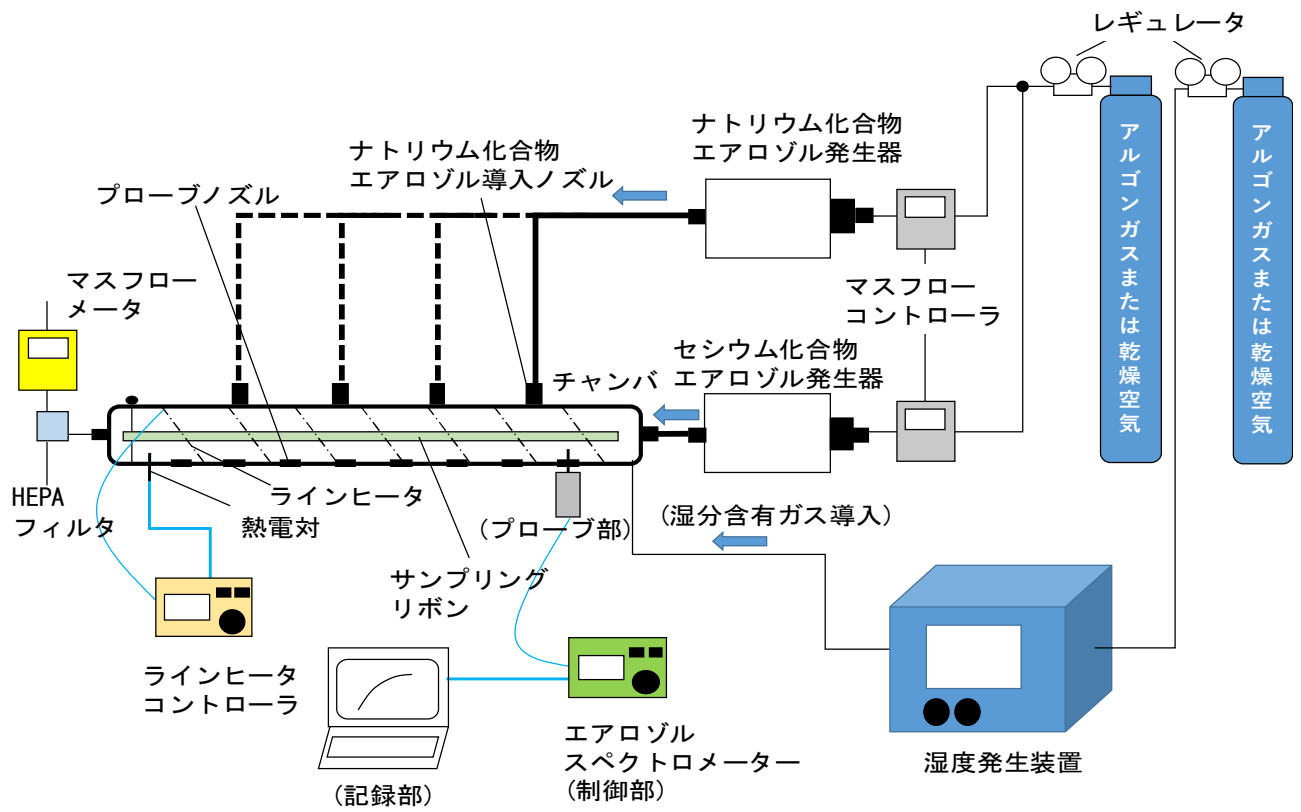 レギュレータ
ナトリウム化合物
エアロゾル発生器
ナトリウム化合物
エアロゾル導入ノズル
プローブノズル
アルゴンガスまたは乾燥空気
アルゴンガスまたは乾燥空気
マスフロー
メータ
マスフロー
コントローラ
セシウム化合物
エアロゾル発生器
チャンバ
HEPA
フィルタ
ラインヒータ
熱電対
(プローブ部)
(湿分含有ガス導入)
サンプリング
リボン
ラインヒータ
コントローラ
エアロゾル
スペクトロメーター
(制御部)
(記録部)
湿度発生装置